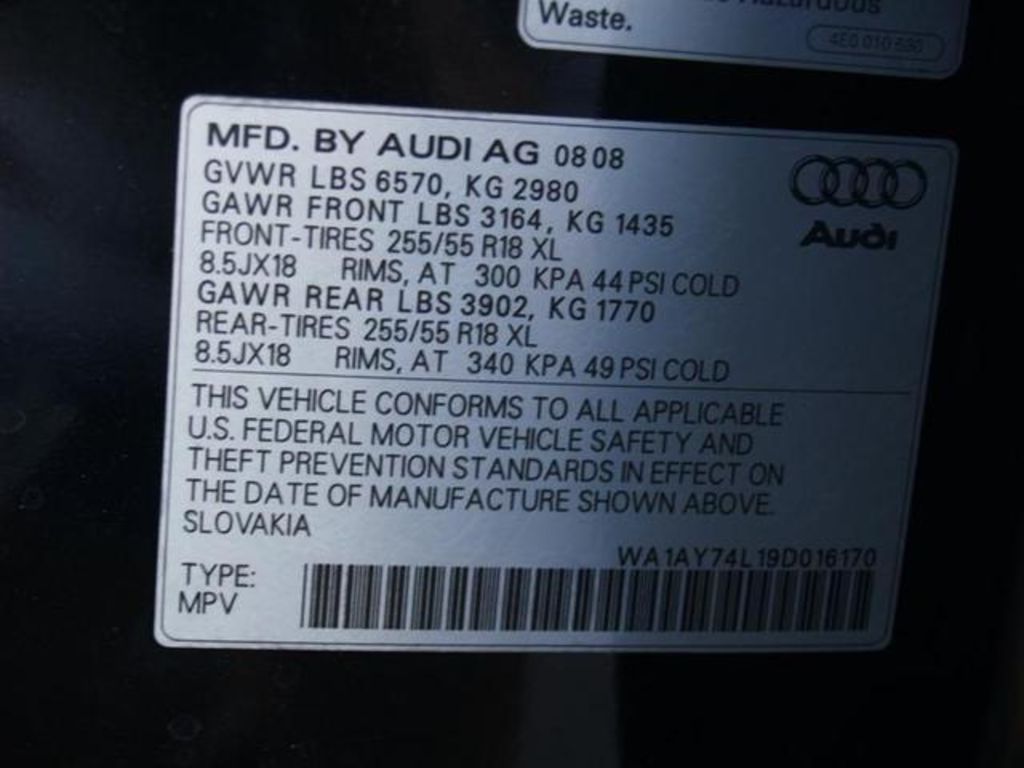 Waste.
4E0 010 530
MFD. BY AUDI AG 08 08
GVWR LBS 6570, KG 2980
GAWR FRONT LBS 3164, KG 1435
FRONT-TIRES 255/55 R18 XL
8.5JX18 RIMS, AT 300 KPA 44 PSI COLD
GAWR REAR LBS 3902, KG 1770
REAR-TIRES 255/55 R18 XL
8.5JX18 RIMS, AT 340 KPA 49 PSI COLD
Audi
THIS VEHICLE CONFORMS TO ALL APPLICABLE
U.S. FEDERAL MOTOR VEHICLE SAFETY AND
THEFT PREVENTION STANDARDS IN EFFECT ON
THE DATE OF MANUFACTURE SHOWN ABOVE.
SLOVAKIA
WA1AY74L19D016170
TYPE:
MPV